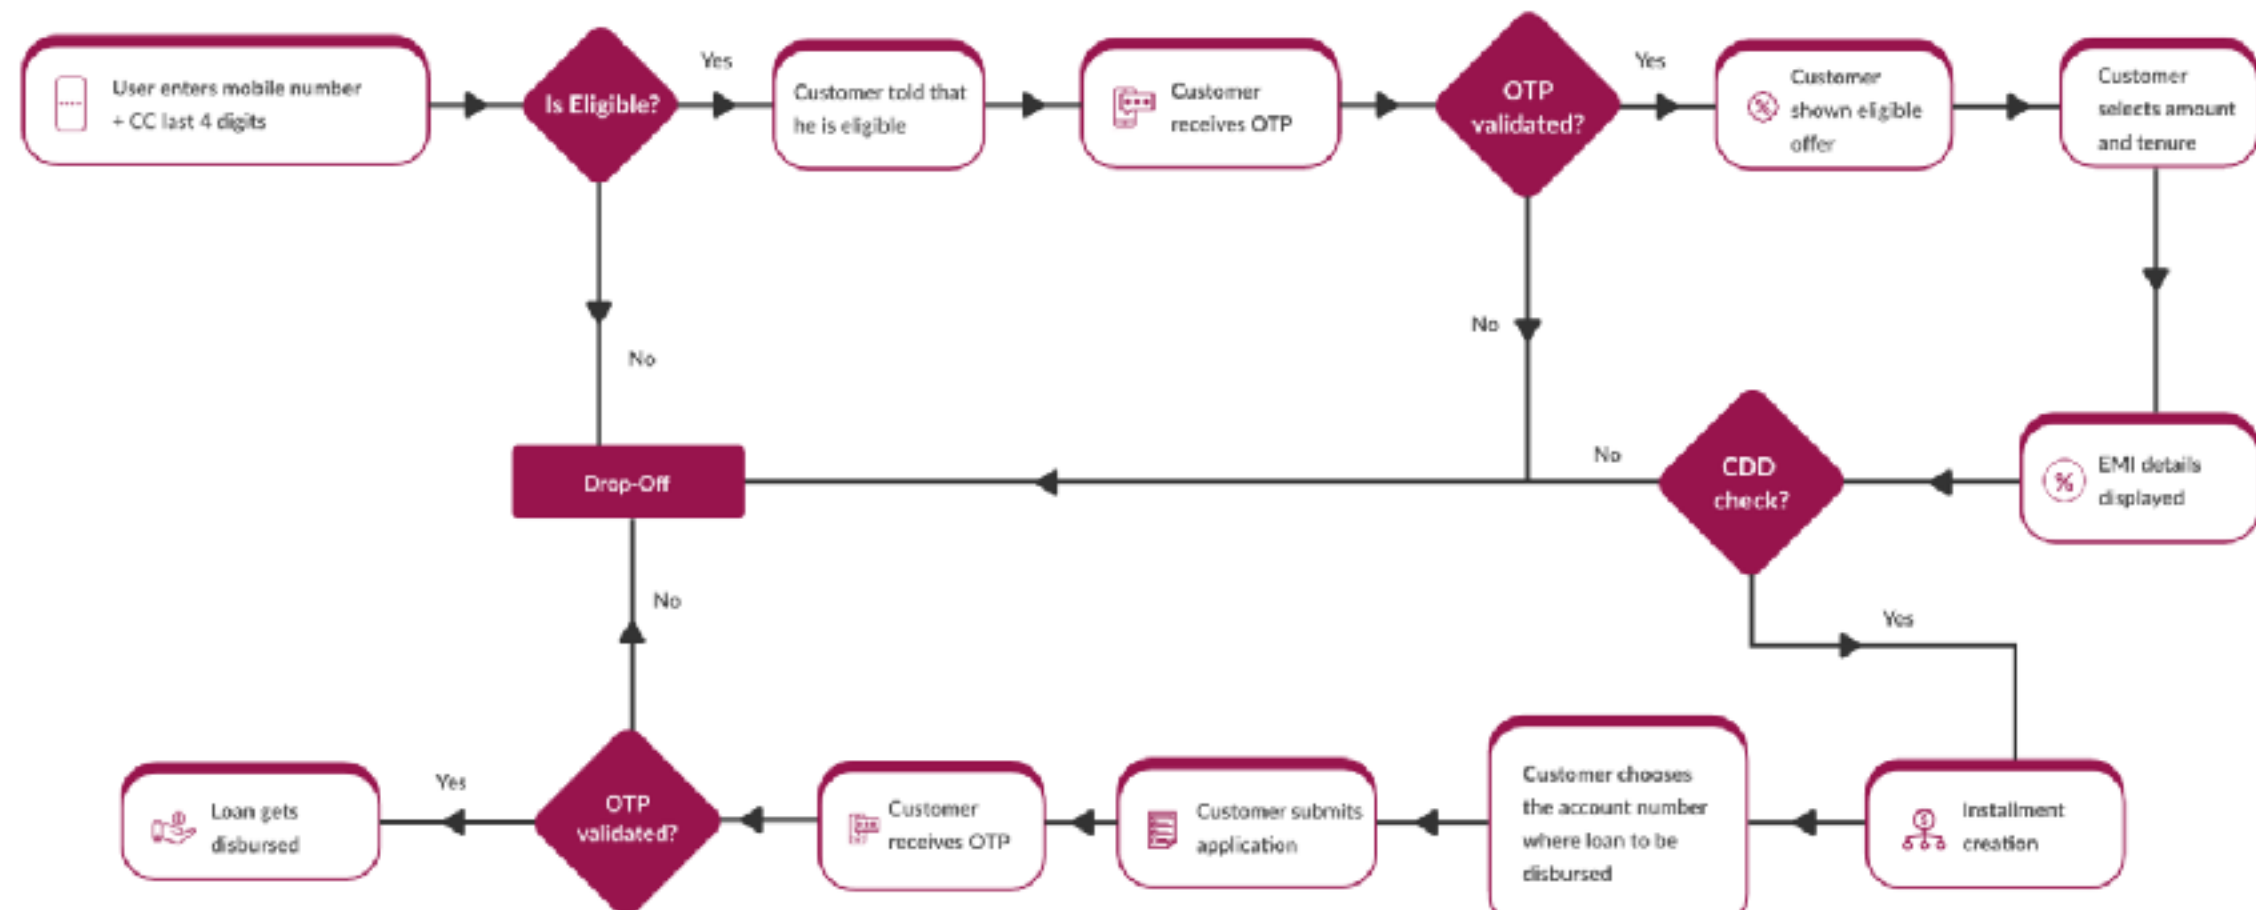 User enters mobile number
+ CC last 4 digits
Is Eligible?
Yes
Customer told that
he is eligible
Customer
receives OTP
OTP
validated?
Yes
Customer
shown eligible
offer
Customer
selects amount
and tenure
No
No
Drop-Off
No
CDD
check?
EMI details
displayed
No
Yes
Loan gets
disbursed
Yes
OTP
validated?
Customer
receives OTP
Customer submits
application
Customer chooses
the account number
where loan to be
disbursed
Installment
creation